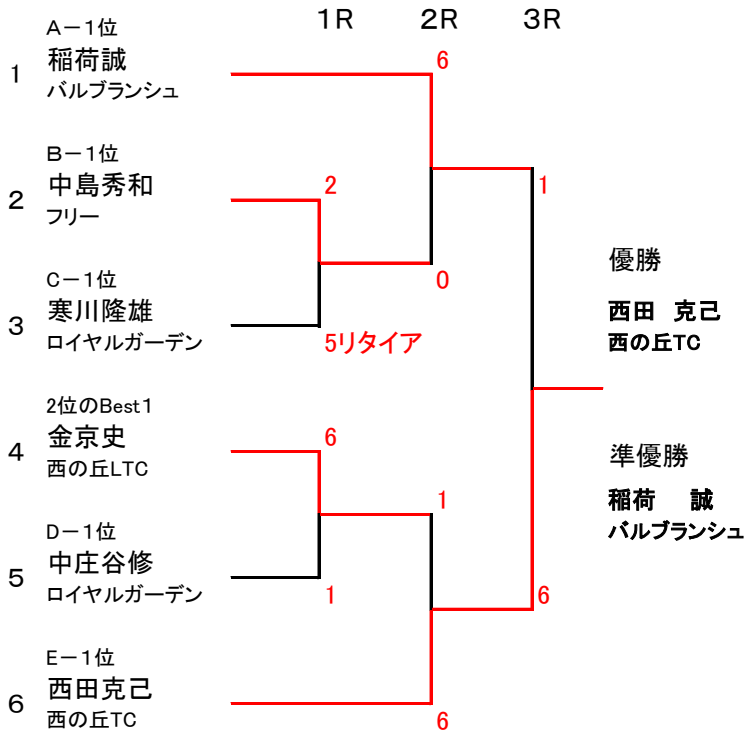 1R 2R 3R
A－1位
1 稲荷誠
バルブランシュ
6
B－1位
2 中島秀和
フリー
2
1
0
C－1位
3 寒川隆雄
ロイヤルガーデン
5リタイア
優勝
西田 克己
西の丘TC
2位のBest1
4 金京史
西の丘LTC
6
1
準優勝
稲荷 誠
バルブランシュ
D－1位
5 中庄谷修
ロイヤルガーデン
1
6
E－1位
6 西田克己
西の丘TC
6